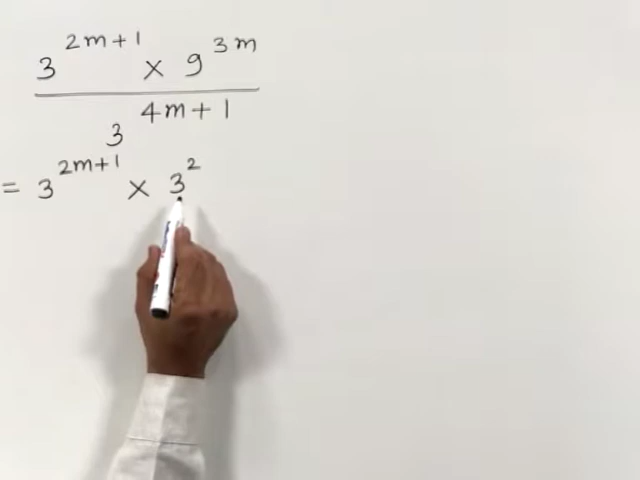 3^{2m+1} × 9^{3m}
3^{4m+1}
= 3^{2m+1} × 3^2